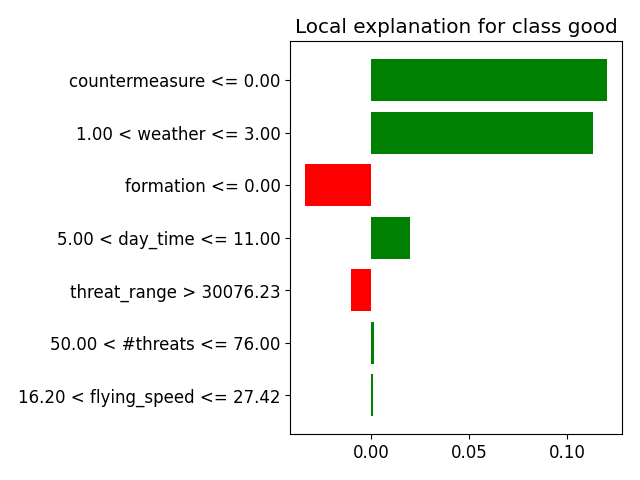 Local explanation for class good
countermeasure <= 0.00
1.00 < weather <= 3.00
formation <= 0.00
5.00 < day_time <= 11.00
threat_range > 30076.23
50.00 < #threats <= 76.00
16.20 < flying_speed <= 27.42
0.00 0.05 0.10